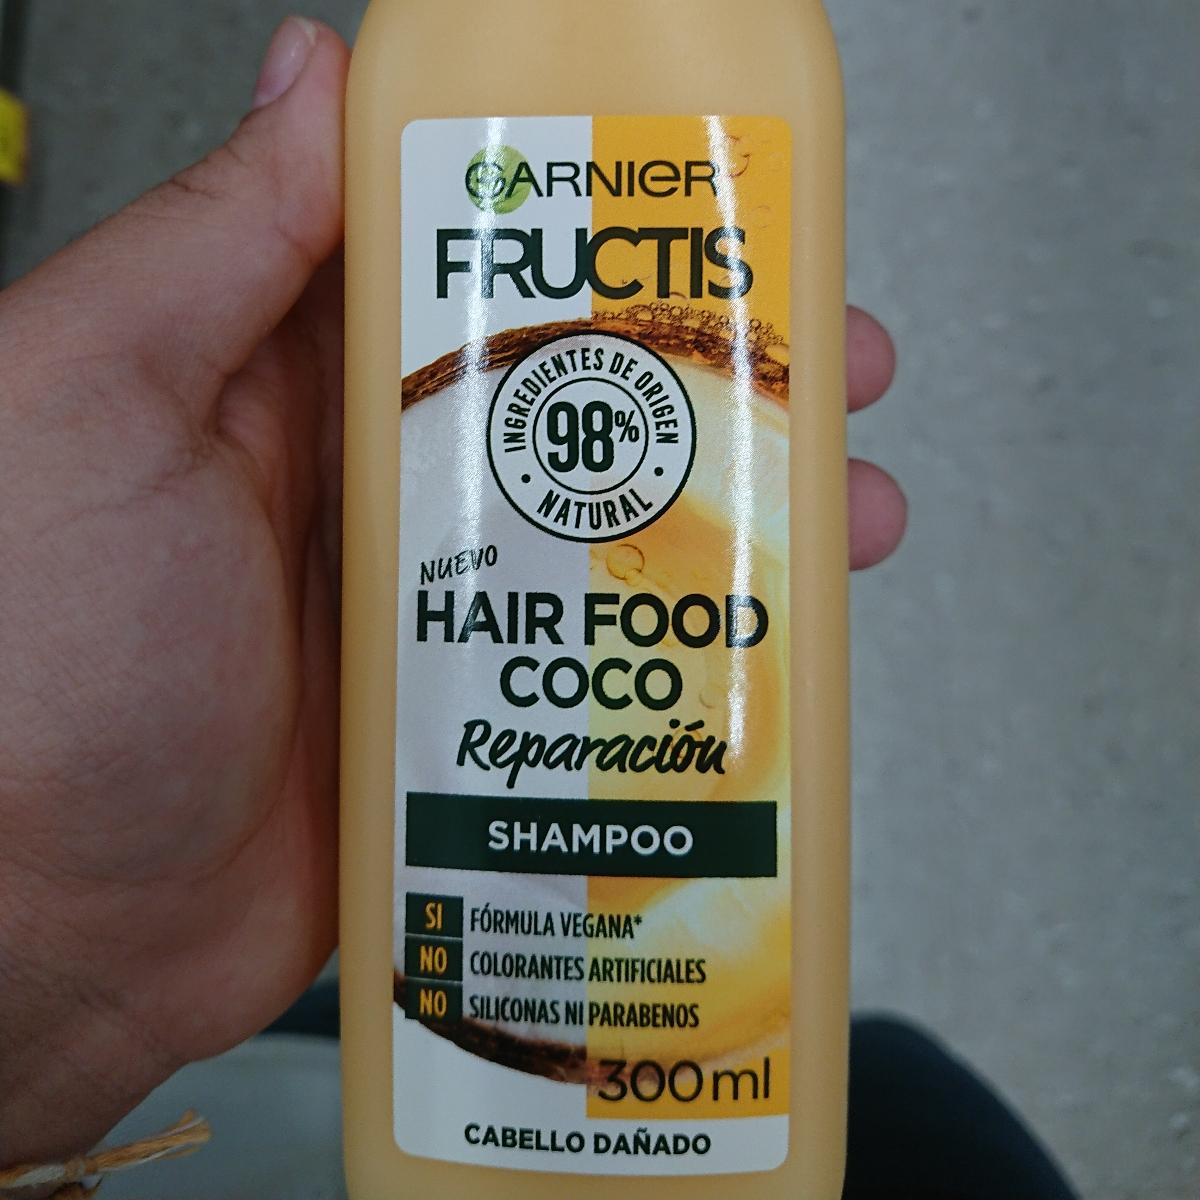 GARNIER
FRUCTIS
INGREDIENTES DE ORIGEN
98%
• NATURAL •
NUEVO
HAIR FOOD
COCO
Reparación
SHAMPOO
SI FÓRMULA VEGANA*
NO COLORANTES ARTIFICIALES
NO SILICONAS NI PARABENOS
300ml
CABELLO DAÑADO